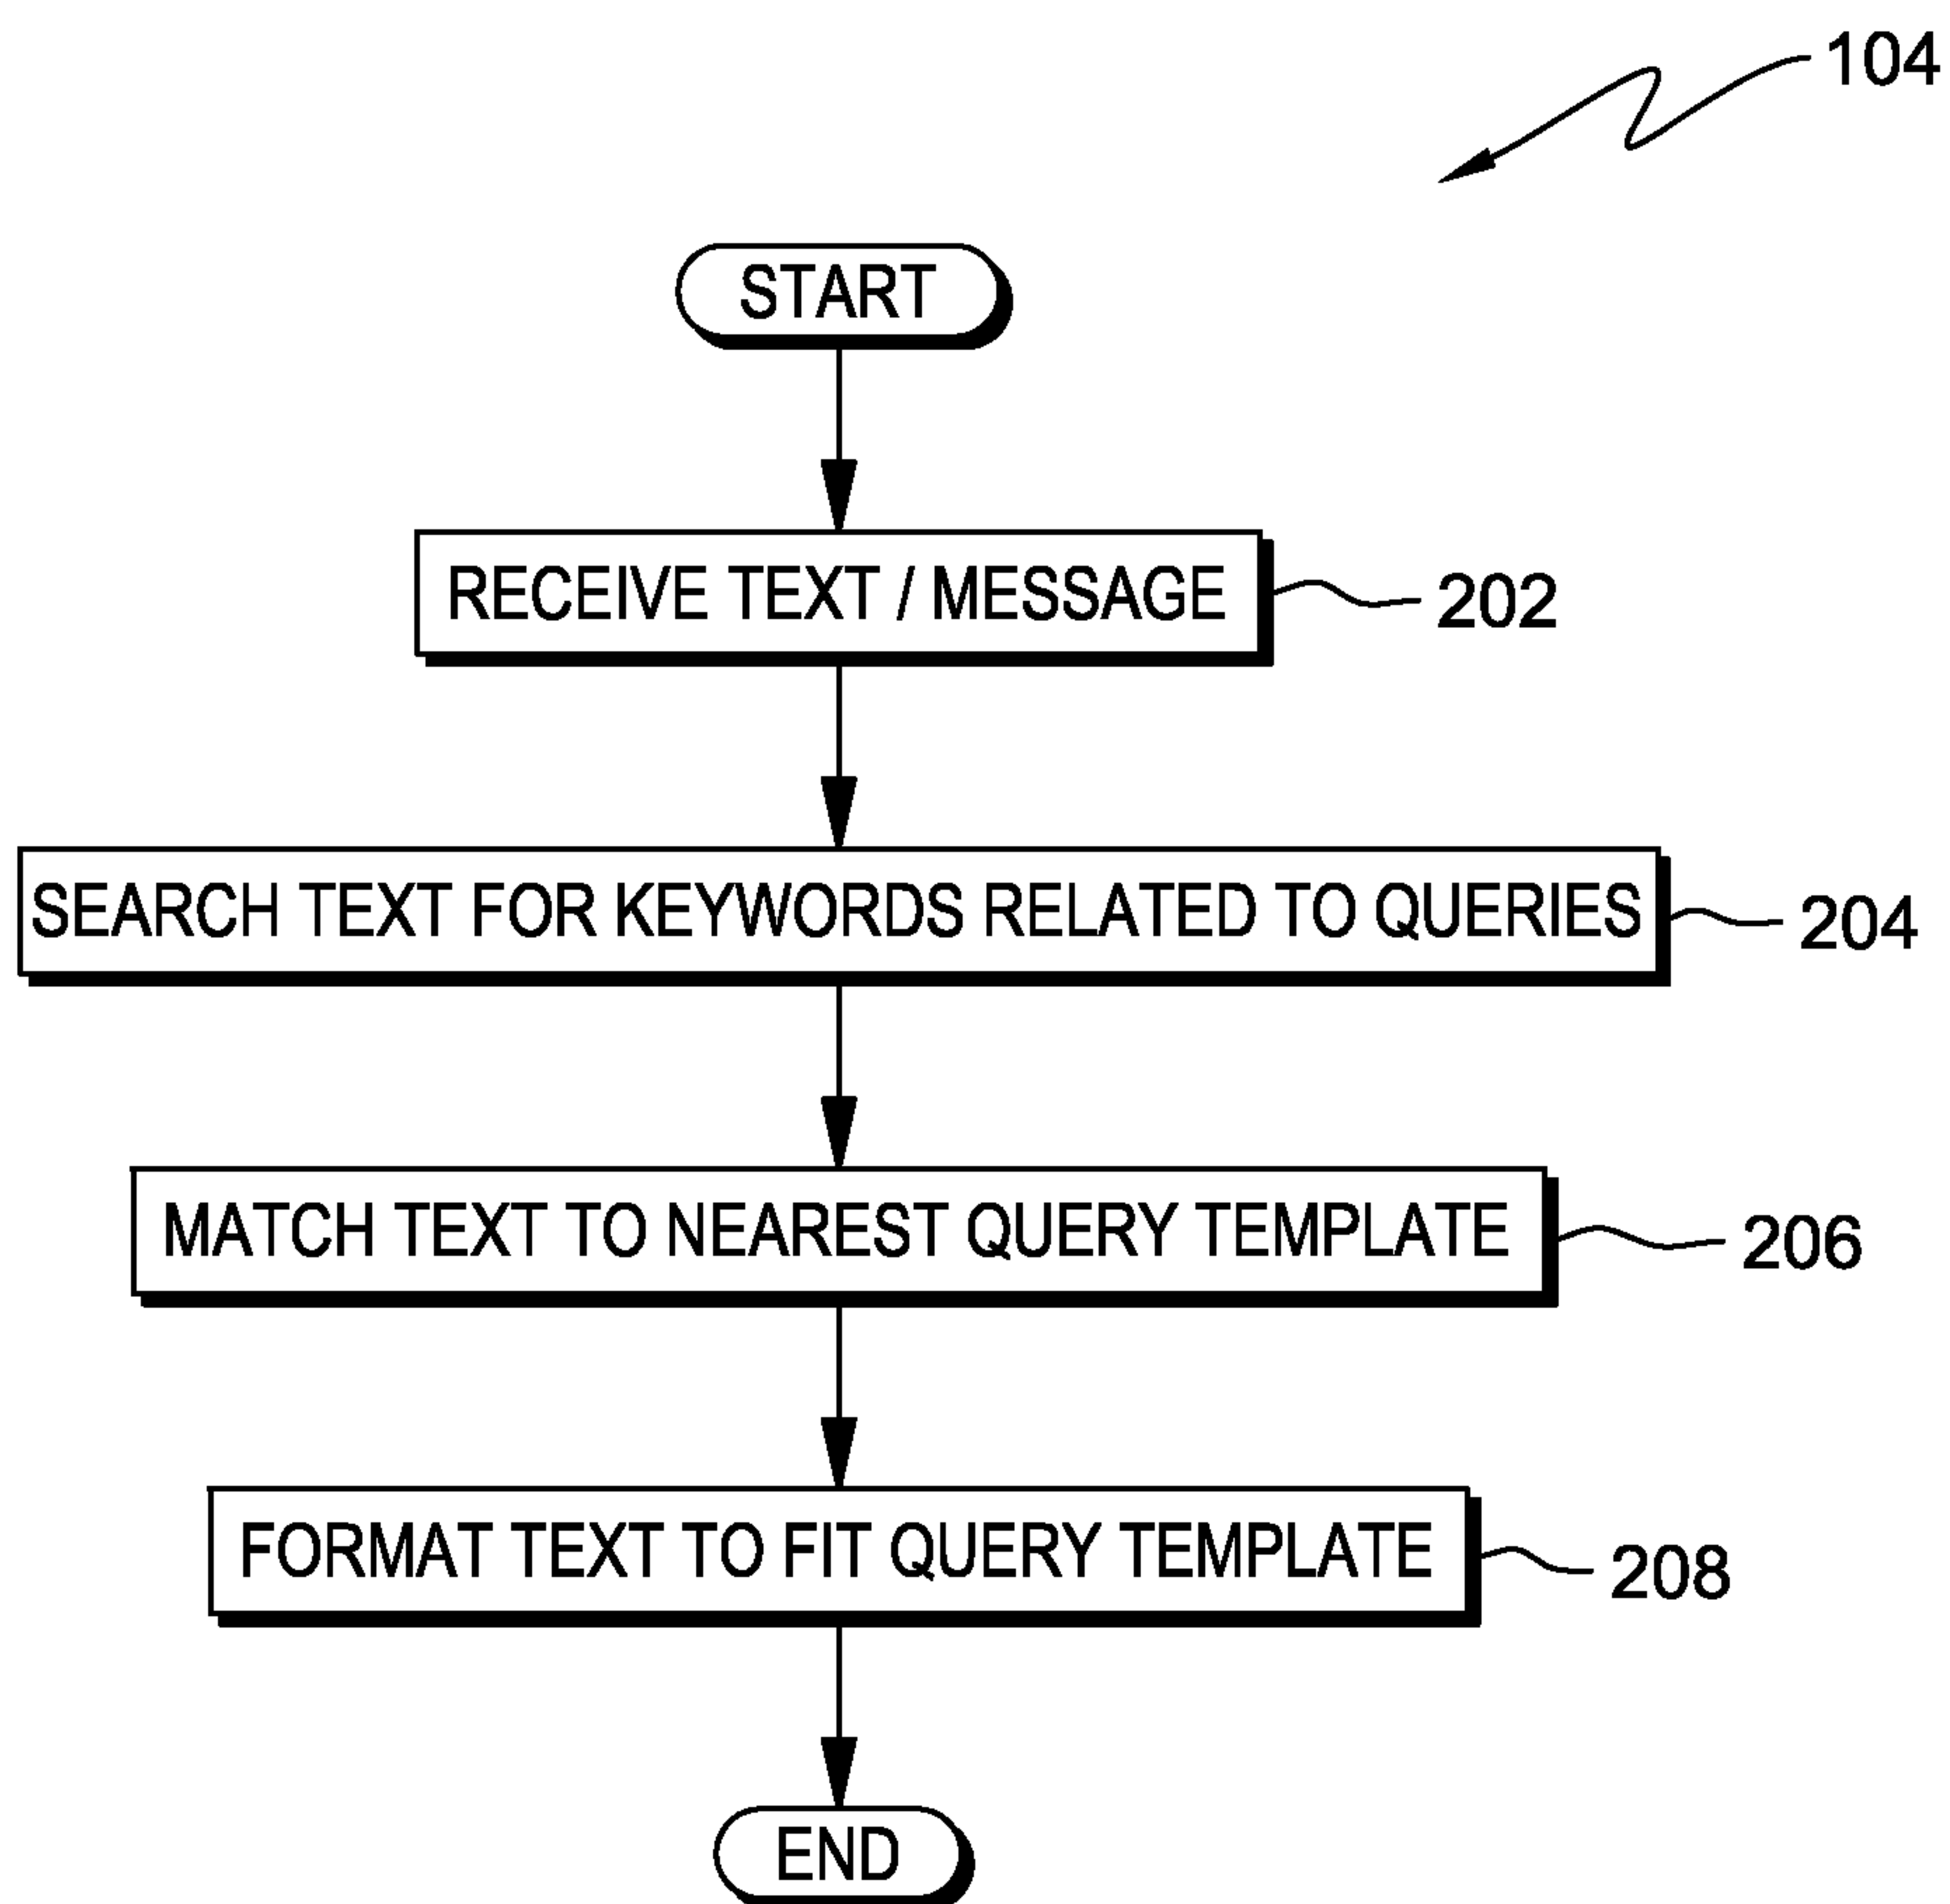 104
START
RECEIVE TEXT / MESSAGE
202
SEARCH TEXT FOR KEYWORDS RELATED TO QUERIES
204
MATCH TEXT TO NEAREST QUERY TEMPLATE
206
FORMAT TEXT TO FIT QUERY TEMPLATE
208
END